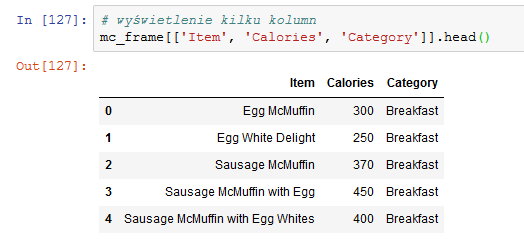 In [127]: # wyświetlenie kilku kolumn
mc_frame[['Item', 'Calories', 'Category']].head()
Out[127]:
Item Calories Category
0 Egg McMuffin 300 Breakfast
1 Egg White Delight 250 Breakfast
2 Sausage McMuffin 370 Breakfast
3 Sausage McMuffin with Egg 450 Breakfast
4 Sausage McMuffin with Egg Whites 400 Breakfast